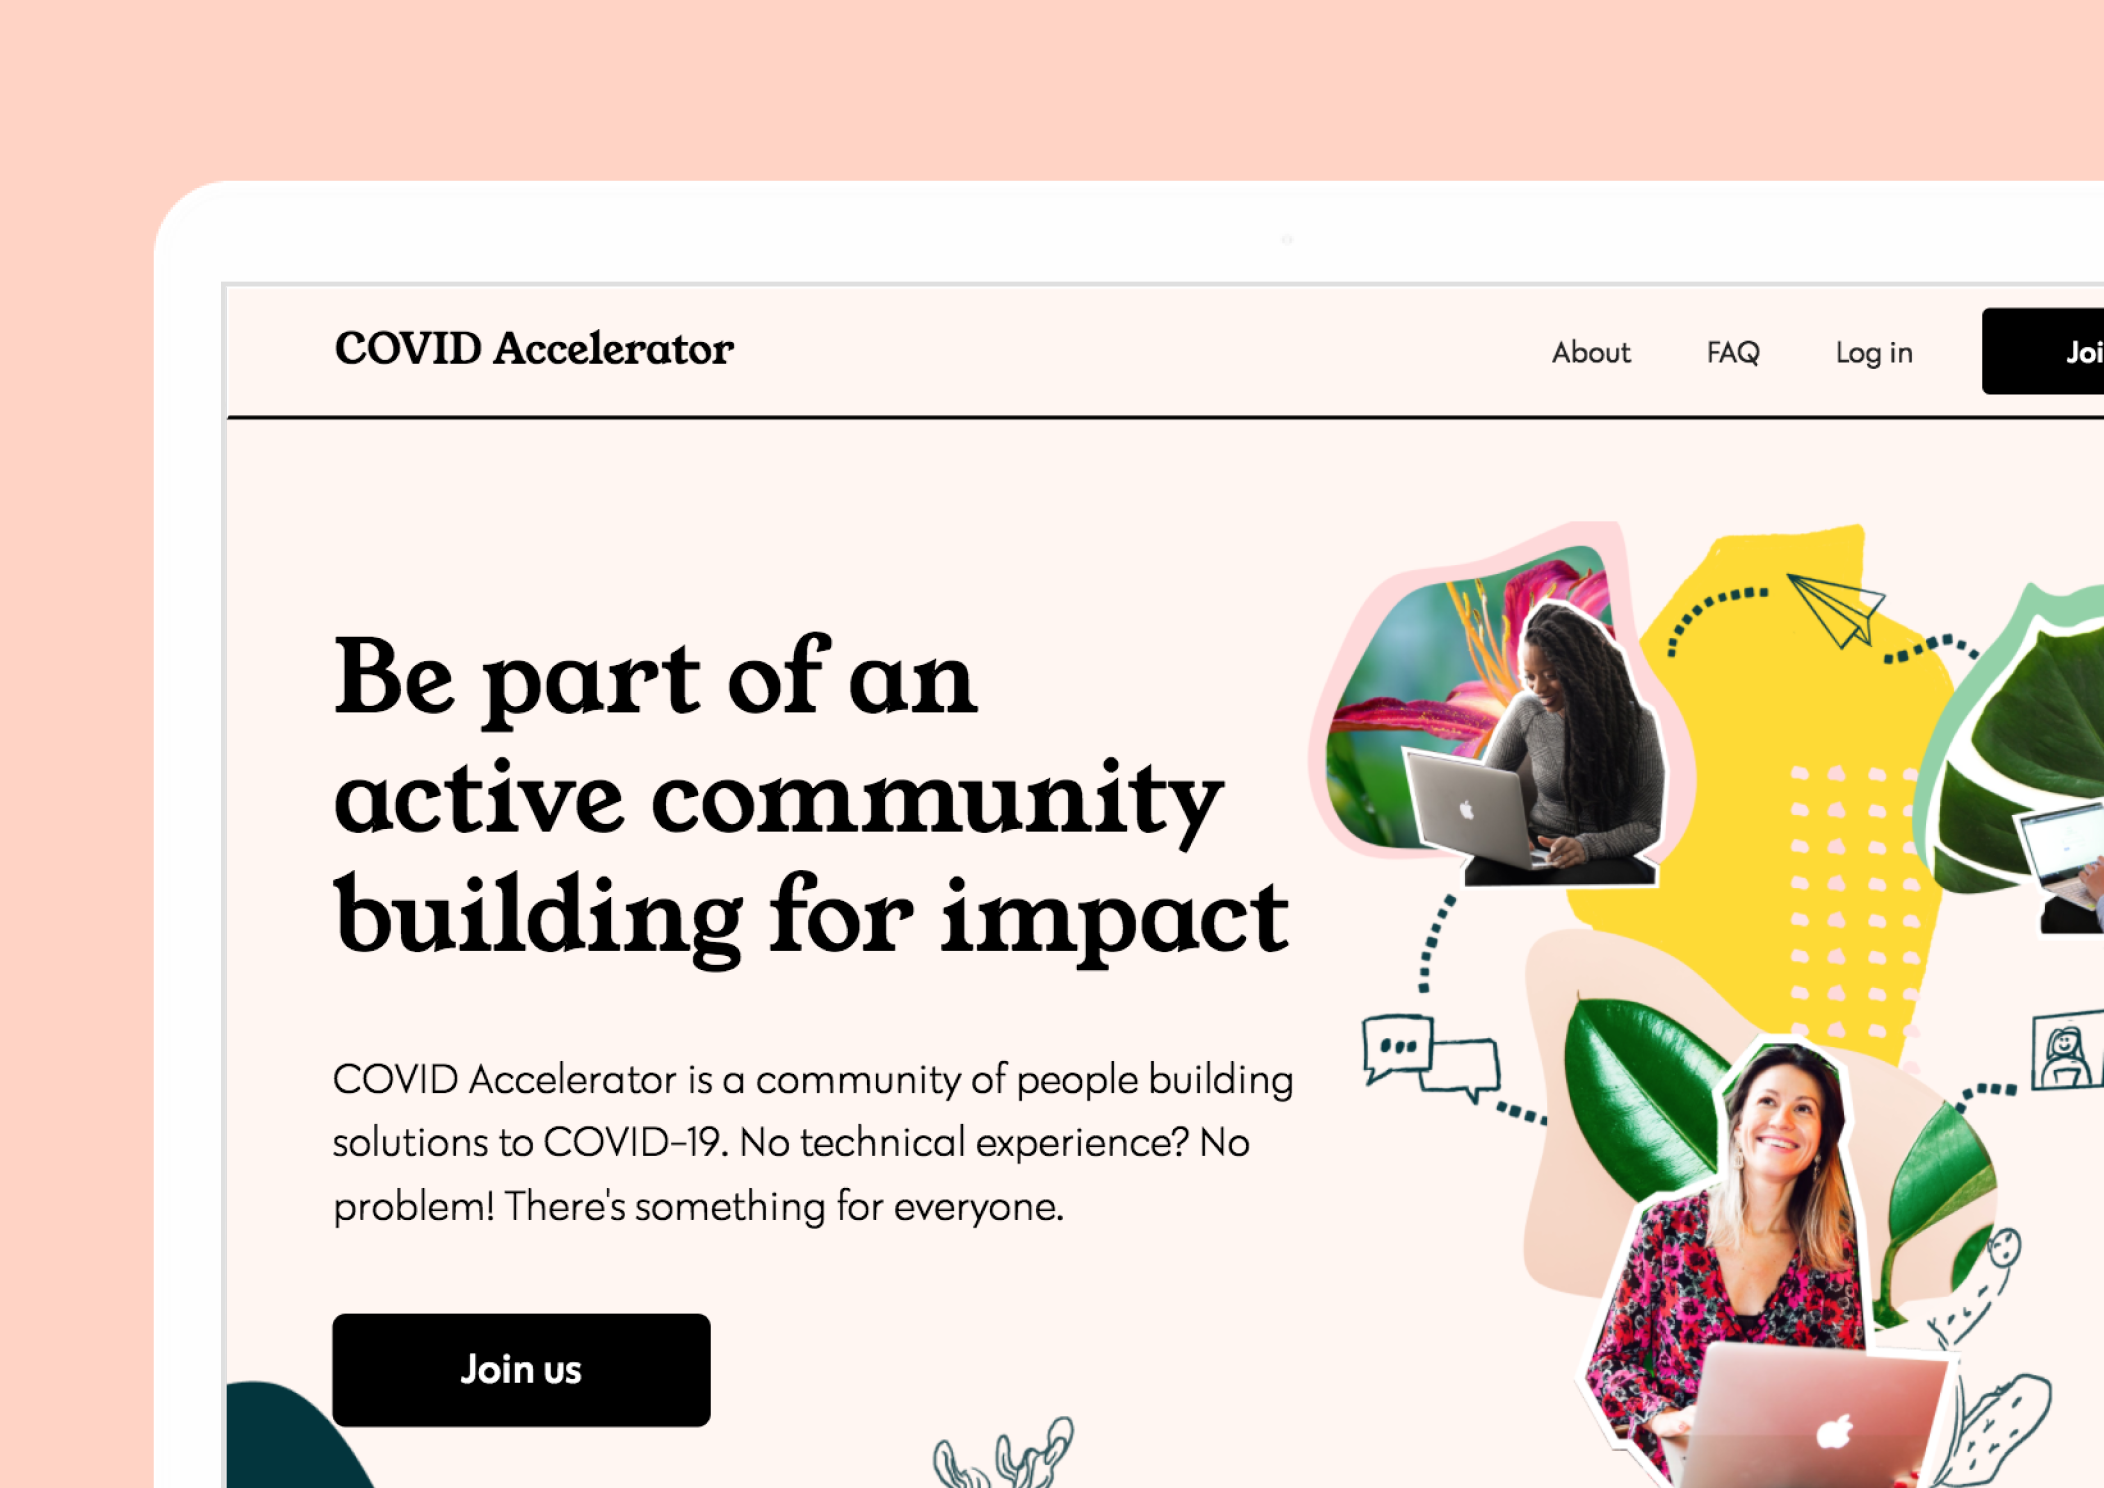 COVID Accelerator
About
FAQ
Log in
Be part of an
active community
building for impact
COVID Accelerator is a community of people building
solutions to COVID-19. No technical experience? No
problem! There's something for everyone.
Join us